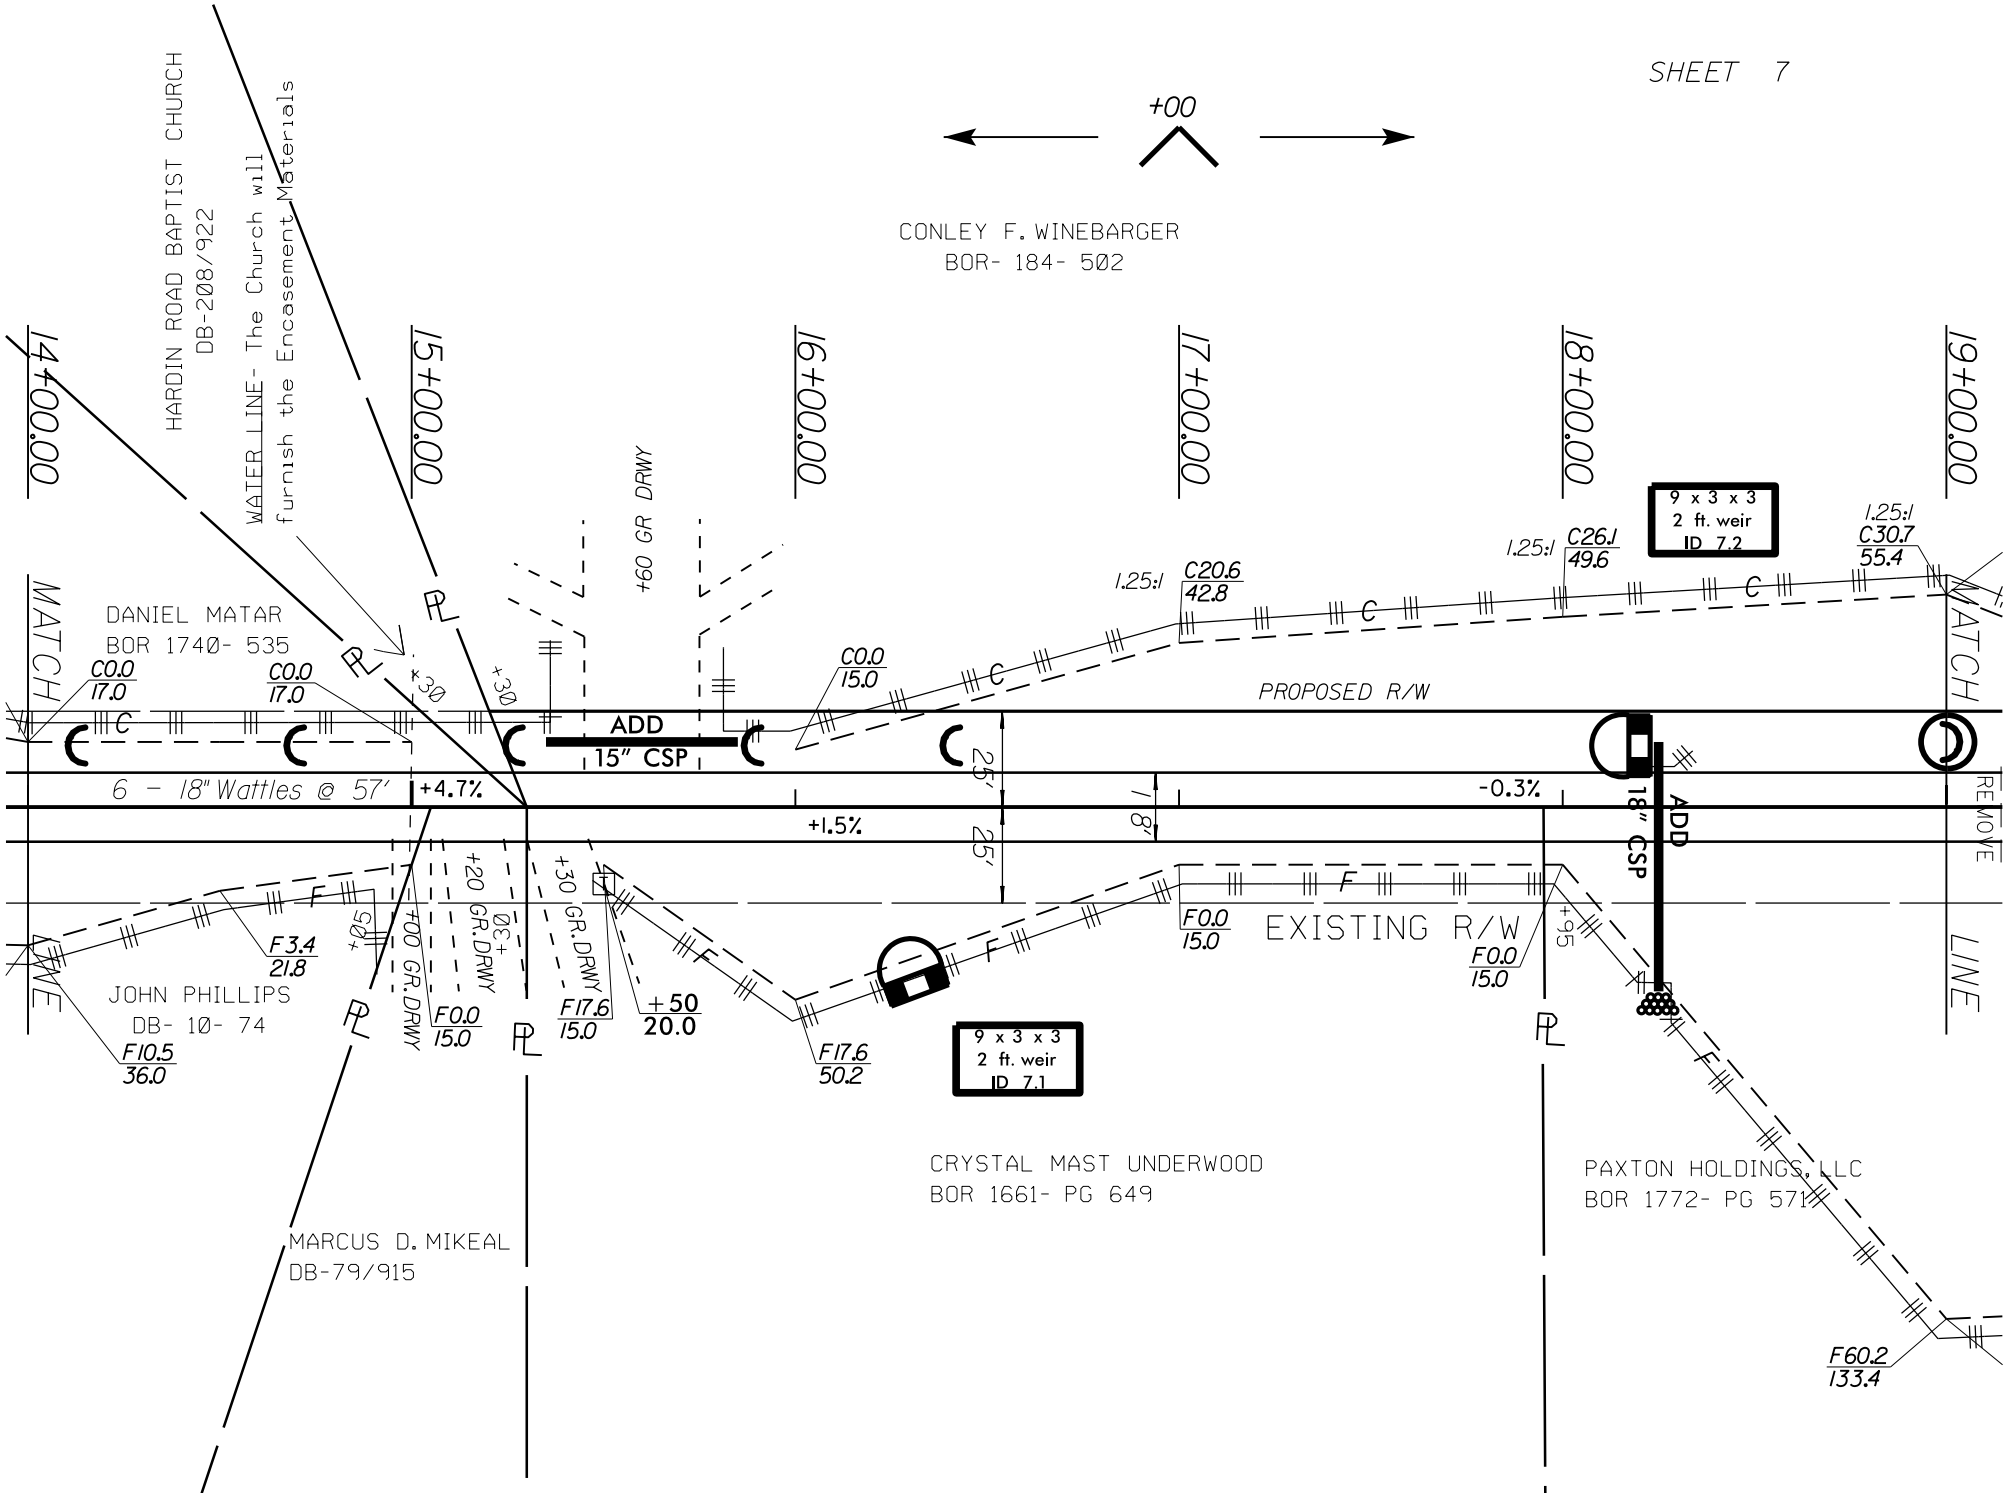 SHEET 7
+00
HARDIN ROAD BAPTIST CHURCH
DB-208/922
WATER LINE- The Church will
furnish the Encasement Materials
CONLEY F. WINEBARGER
BOR- 184- 502
14+00.00
15+00.00
16+00.00
17+00.00
18+00.00
19+00.00
+60 GR DRWY
9 x 3 x 3
2 ft. weir
ID 7.2
1.25:1
C20.6
42.8
1.25:1
C26.1
49.6
1.25:1
C30.7
55.4
MATCH
DANIEL MATAR
BOR 1740- 535
C0.0
17.0
C0.0
17.0
PL
PL
+30
+30
C0.0
15.0
C
C
C
C
PROPOSED R/W
MATCH
ADD
15" CSP
25'
6 - 18" Wattles @ 57'
+4.7%
+1.5%
18'
25'
-0.3%
ADD
18" CSP
REMOVE
LINE
F
F3.4
21.8
+05
+00 GR.DRWY
+20 GR.DRWY
+30
+30 GR.DRWY
F
F
F
F0.0
15.0
EXISTING R/W
F0.0
15.0
+95
LINE
JOHN PHILLIPS
DB- 10- 74
F10.5
36.0
PL
F0.0
15.0
PL
F17.6
15.0
+50
20.0
F17.6
50.2
9 x 3 x 3
2 ft. weir
ID 7.1
PL
F
CRYSTAL MAST UNDERWOOD
BOR 1661- PG 649
PAXTON HOLDINGS, LLC
BOR 1772- PG 571
MARCUS D. MIKEAL
DB-79/915
F60.2
133.4